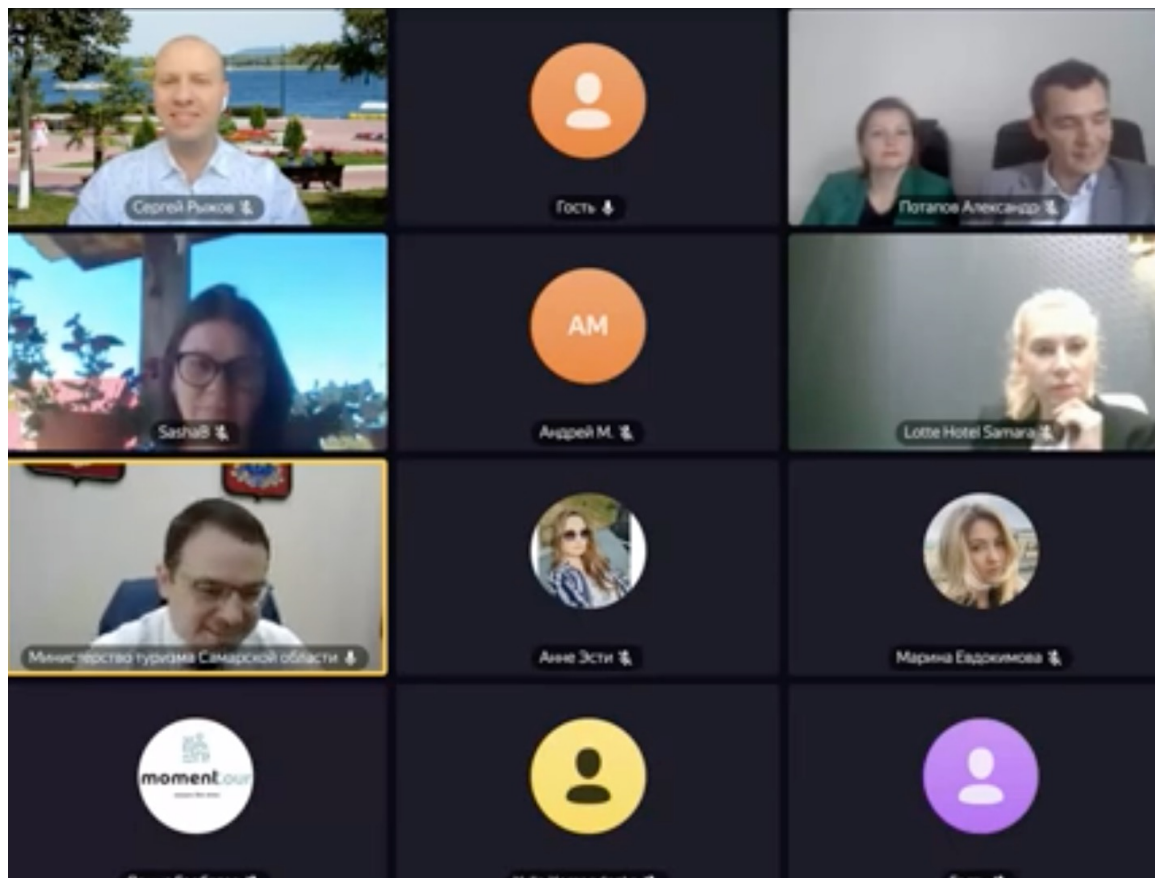 Сергей Рыжов
Гость
Потапов Александр
SashaB
AM
Андрей М.
Lotte Hotel Samara
Министерство туризма Самарской области
Анне Эсти
Марина Евдокимова
momentour